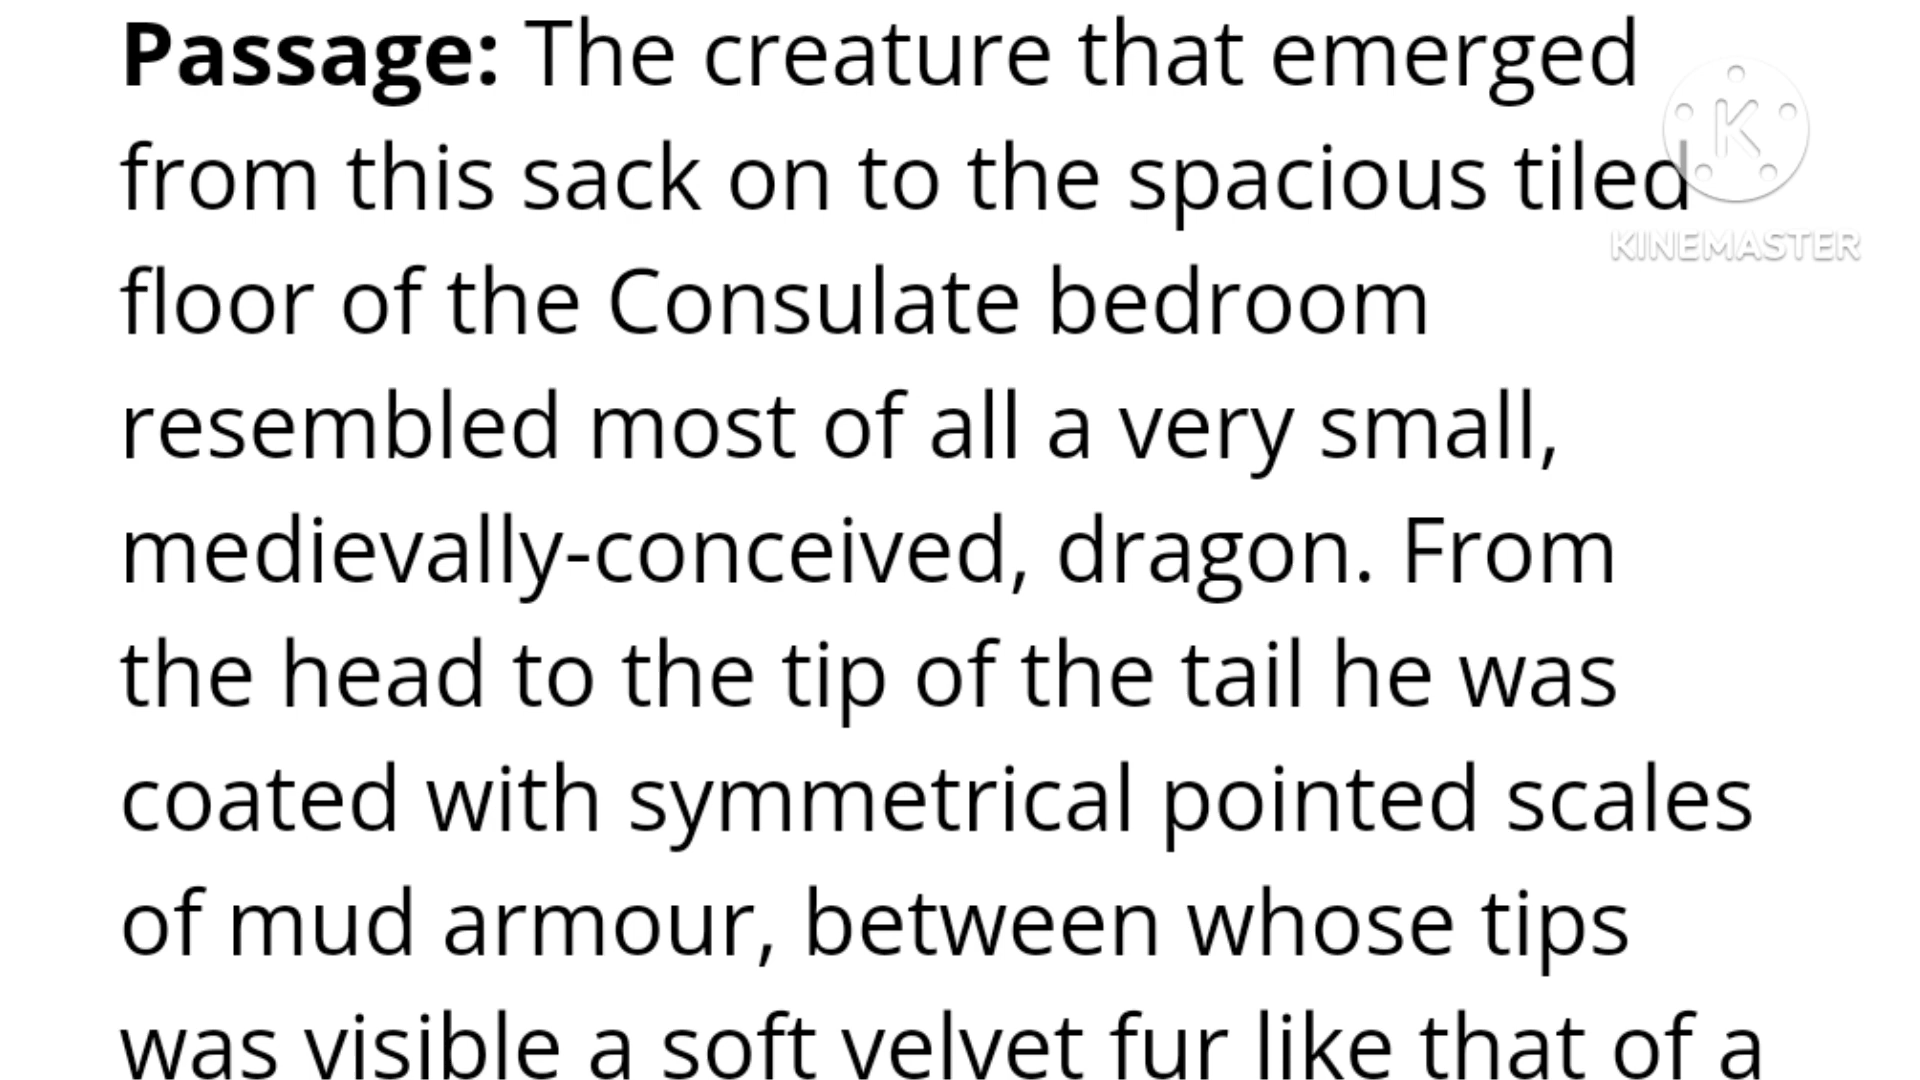 Passage: The creature that emerged
from this sack on to the spacious tiled
KINEMASTER
floor of the Consulate bedroom
resembled most of all a very small,
medievally-conceived, dragon. From
the head to the tip of the tail he was
coated with symmetrical pointed scales
of mud armour, between whose tips
was visible a soft velvet fur like that of a